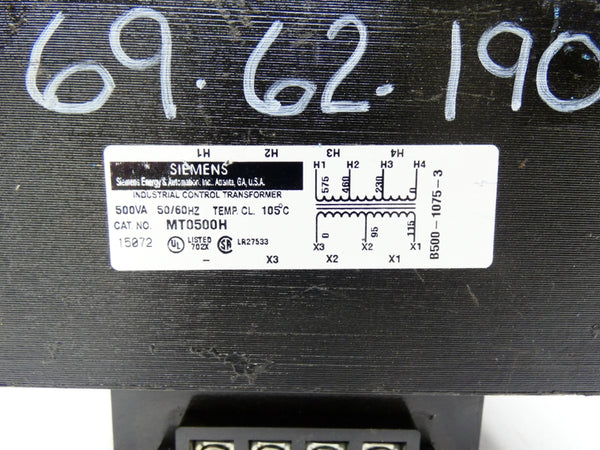 69.62.190
H1 H2 H3 H4
SIEMENS
Siemens Energy & Automation, Inc. Atlanta, GA, U.S.A.
INDUSTRIAL CONTROL TRANSFORMER
500VA 50/60HZ TEMP. CL. 105°C
CAT. NO. MT0500H
15072 UL LISTED 702X SA LR27533
- X3 X2 X1
H1 H2 H3 H4
575 460 230 0
0 95 115
X3 X2 X1
B500-1075-3